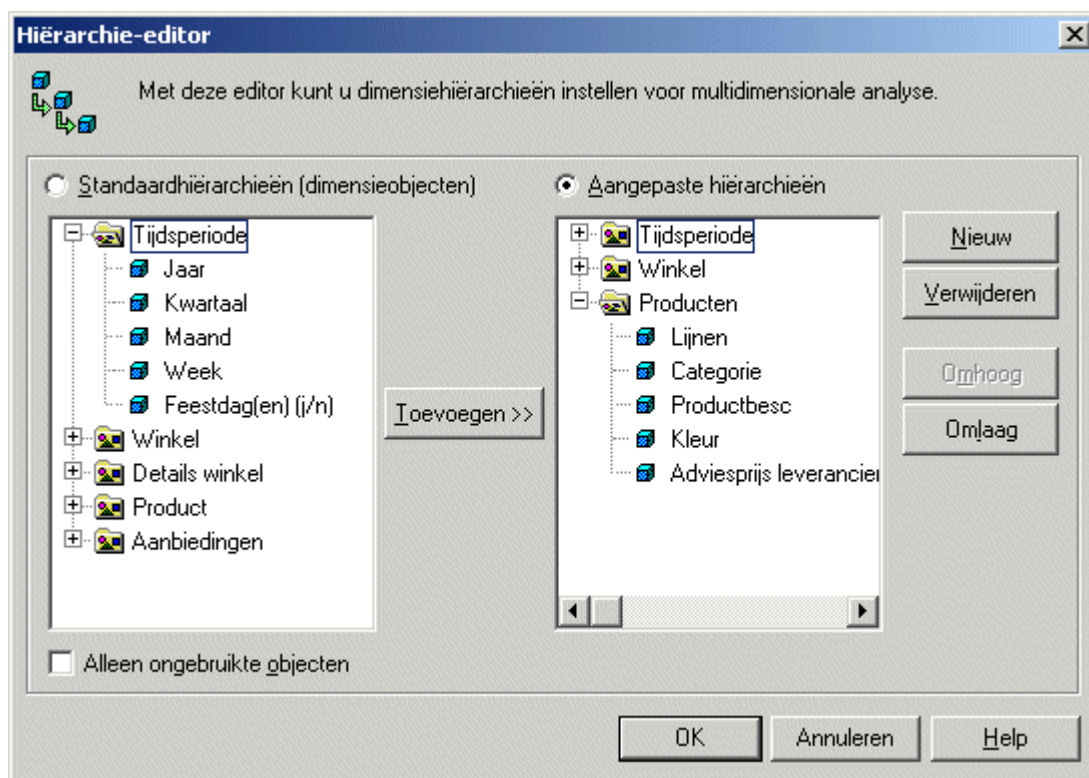 Hiërarchie-editor
Met deze editor kunt u dimensiehiërarchieën instellen voor multidimensionale analyse.
Standaardhiërarchieën (dimensieobjecten)
Tijdsperiode
Jaar
Kwartaal
Maand
Week
Feestdag(en) (j/n)
Winkel
Details winkel
Product
Aanbiedingen
Toevoegen >>
Aangepaste hiërarchieën
Tijdsperiode
Winkel
Producten
Lijnen
Categorie
Productbesc
Kleur
Adviesprijs leverancier
Nieuw
Verwijderen
Omhoog
Omlaag
Alleen ongebruikte objecten
OK
Annuleren
Help